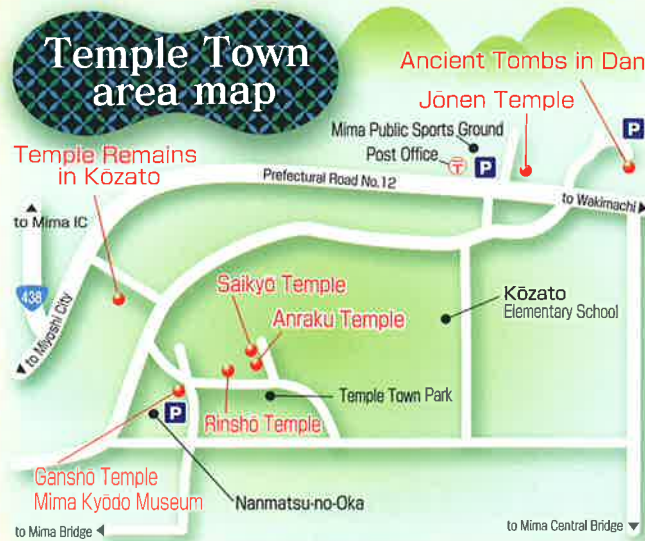 Temple Town
area map
Ancient Tombs in Dan
Jōnen Temple
Mima Public Sports Ground
P
Post Office
〒
P
Temple Remains
in Kōzato
Prefectural Road No.12
to Wakimachi
to Mima IC
438
to Miyoshi City
Saikyō Temple
Anraku Temple
Kōzato
Elementary School
Temple Town Park
Rinshō Temple
P
Ganshō Temple
Mima Kyōdo Museum
Nanmatsu-no-Oka
to Mima Bridge
to Mima Central Bridge